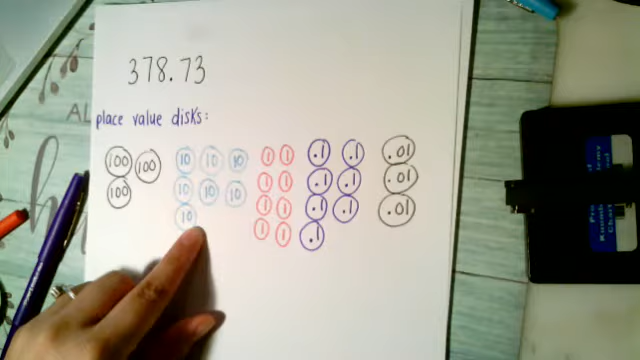 378.73
place value disks:
100 100 10 10 10 1 1 .1 .1 .01
100 10 10 10 1 1 .1 .1 .01
10 1 1 .1 .1 .01
1 1 .1
AL